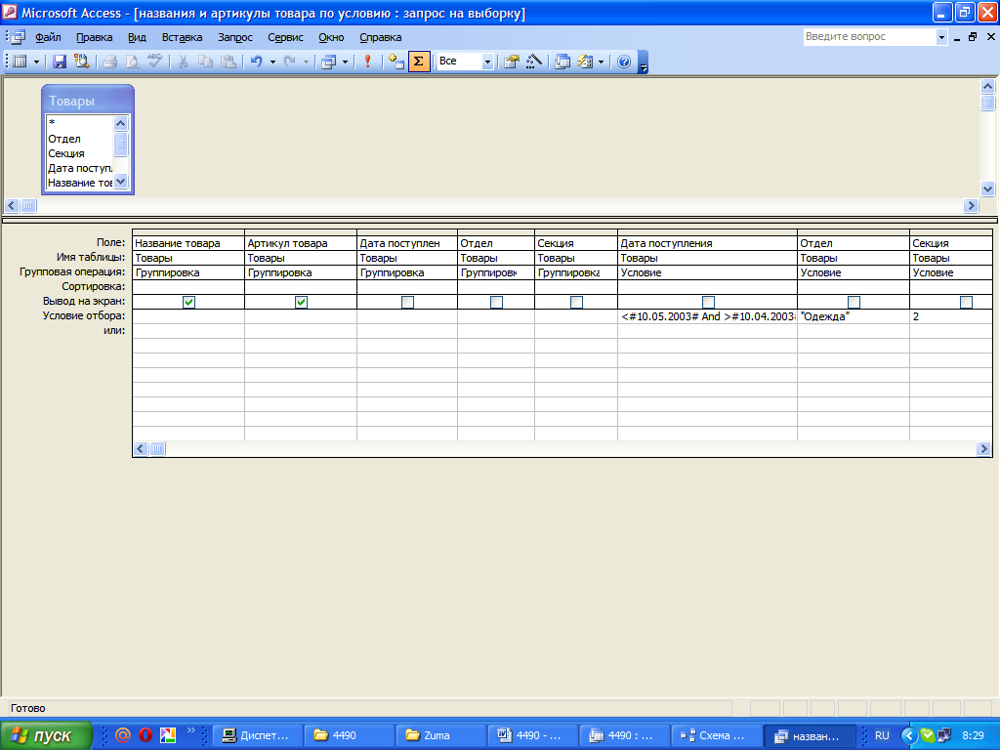 Microsoft Access - [названия и артикулы товара по условию : запрос на выборку]
Файл Правка Вид Вставка Запрос Сервис Окно Справка Введите вопрос
Все
Товары
*
Отдел
Секция
Дата поступл
Название тов
Поле: Название товара Артикул товара Дата поступлен Отдел Секция Дата поступления Отдел Секция
Имя таблицы: Товары Товары Товары Товары Товары Товары Товары Товары
Групповая операция: Группировка Группировка Группировка Группировк Группировка Условие Условие Условие
Сортировка:
Вывод на экран:
Условие отбора: <#10.05.2003# And >#10.04.2003# "Одежда" 2
или:
Готово
пуск Диспет... 4490 Zuma 4490 - ... 4490 : ... Схема ... назван... RU 8:29